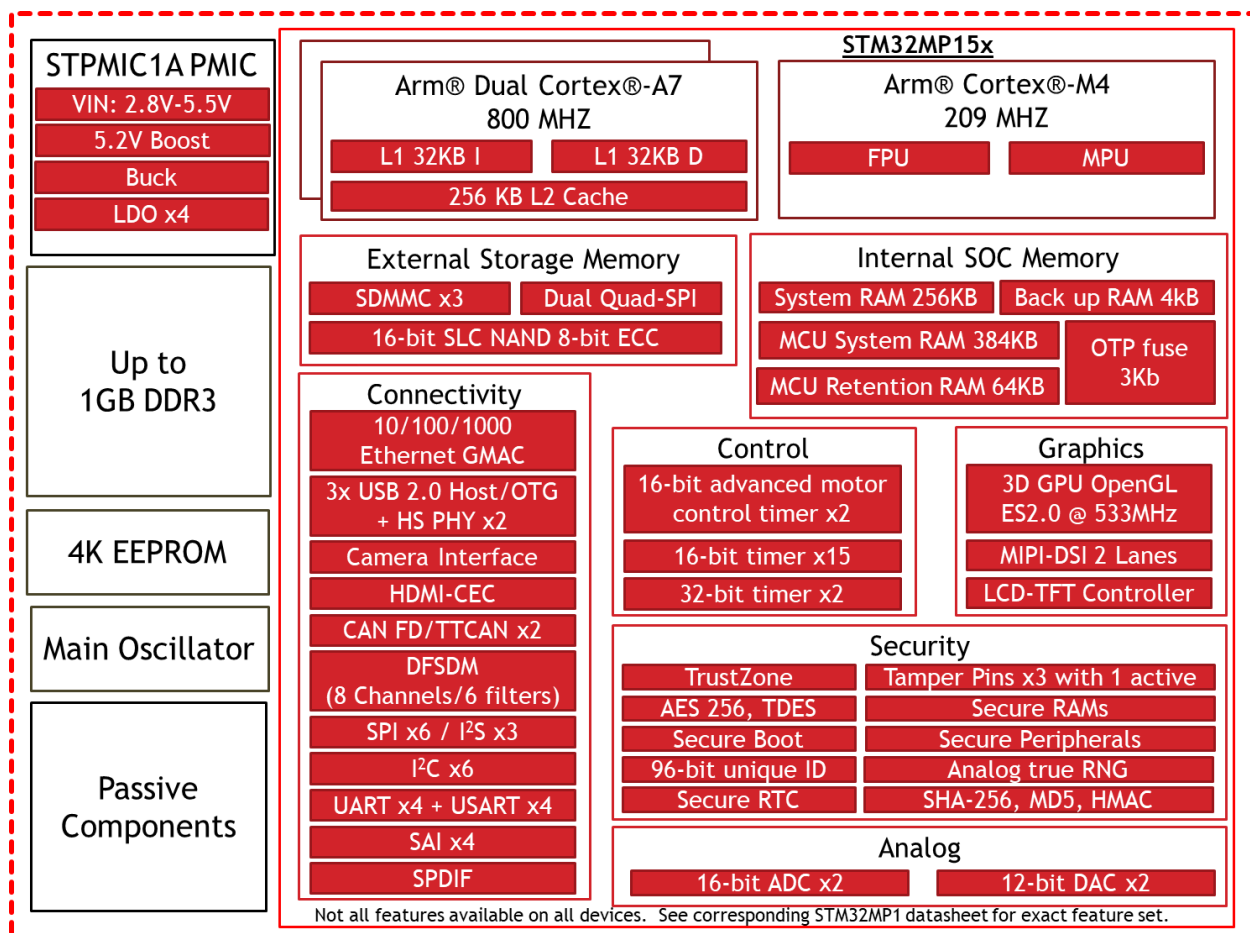 STPMIC1A PMIC
VIN: 2.8V-5.5V
5.2V Boost
Buck
LDO x4
Up to
1GB DDR3
4K EEPROM
Main Oscillator
Passive
Components
STM32MP15x
Arm® Dual Cortex®-A7
800 MHZ
L1 32KB I
L1 32KB D
256 KB L2 Cache
Arm® Cortex®-M4
209 MHZ
FPU
MPU
External Storage Memory
SDMMC x3
Dual Quad-SPI
16-bit SLC NAND 8-bit ECC
Internal SOC Memory
System RAM 256KB
Back up RAM 4kB
MCU System RAM 384KB
OTP fuse
3Kb
MCU Retention RAM 64KB
Connectivity
10/100/1000
Ethernet GMAC
3x USB 2.0 Host/OTG
+ HS PHY x2
Camera Interface
HDMI-CEC
CAN FD/TTCAN x2
DFSDM
(8 Channels/6 filters)
SPI x6 / I²S x3
I²C x6
UART x4 + USART x4
SAI x4
SPDIF
Control
16-bit advanced motor
control timer x2
16-bit timer x15
32-bit timer x2
Graphics
3D GPU OpenGL
ES2.0 @ 533MHz
MIPI-DSI 2 Lanes
LCD-TFT Controller
Security
TrustZone
Tamper Pins x3 with 1 active
AES 256, TDES
Secure RAMs
Secure Boot
Secure Peripherals
96-bit unique ID
Analog true RNG
Secure RTC
SHA-256, MD5, HMAC
Analog
16-bit ADC x2
12-bit DAC x2
Not all features available on all devices. See corresponding STM32MP1 datasheet for exact feature set.